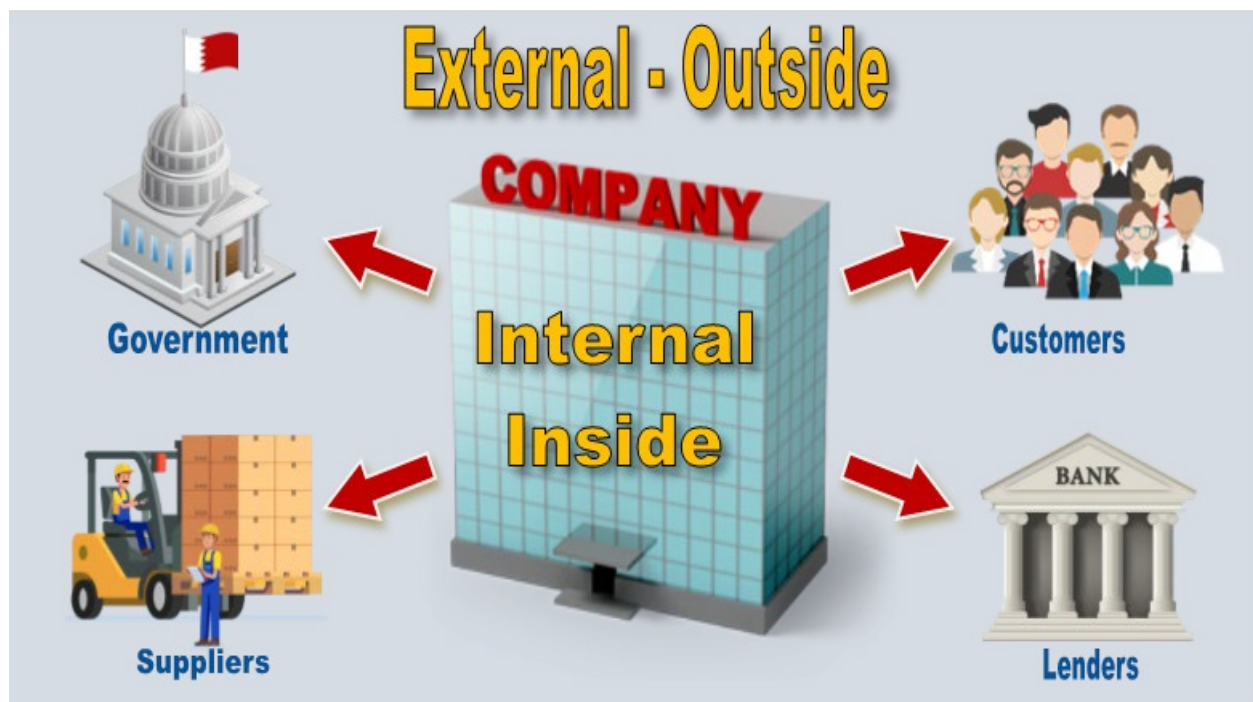 External - Outside
COMPANY
Internal
Inside
Government
Customers
BANK
Suppliers
Lenders